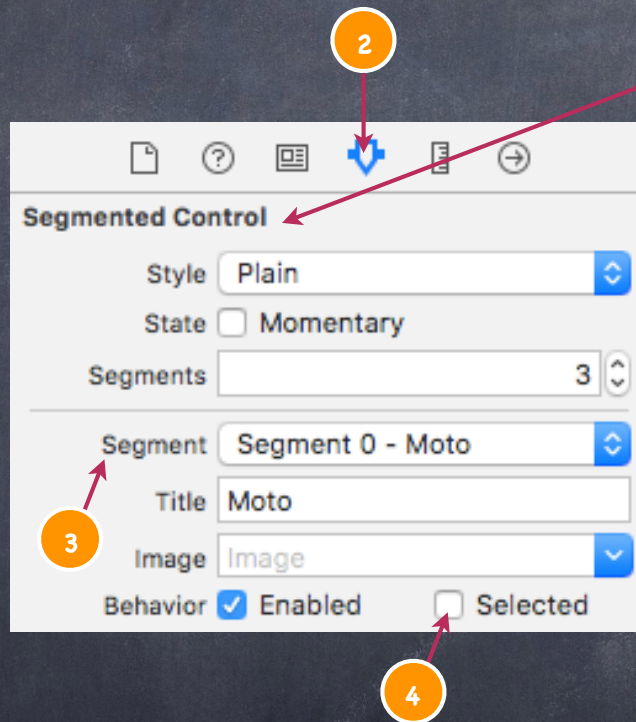 2
Segmented Control
Style Plain
State Momentary
Segments 3
Segment Segment 0 - Moto
Title Moto
3
Image Image
Behavior Enabled Selected
4